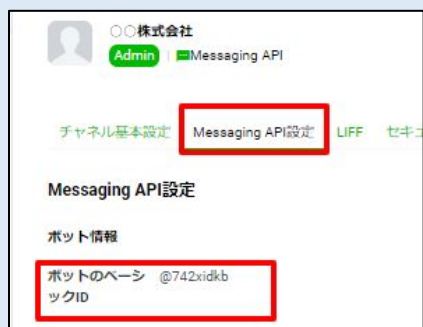 ○○株式会社
Admin Messaging API
チャネル基本設定 Messaging API設定 LIFF セキュ
Messaging API設定
ボット情報
ボットのベーシ @742xidkb
ックID